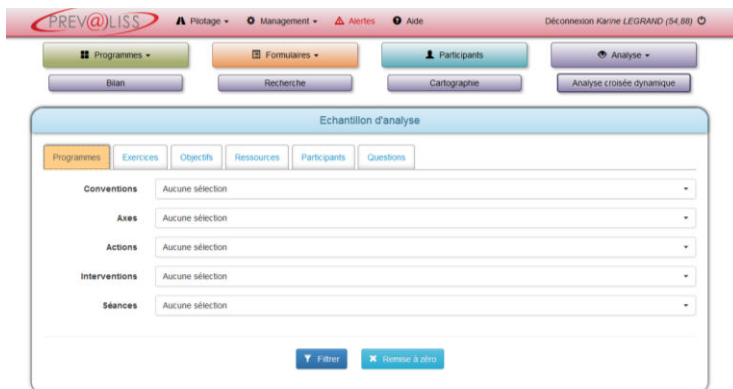 PREV@LISS Pilotage Management Alertes Aide Déconnexion Karine LEGRAND (54,88)
Programmes Formulaires Participants Analyse
Bilan Recherche Cartographie Analyse croisée dynamique
Echantillon d'analyse
Programmes Exercices Objectifs Ressources Participants Questions
Conventions Aucune sélection
Axes Aucune sélection
Actions Aucune sélection
Interventions Aucune sélection
Séances Aucune sélection
Filtrer Remise à zéro